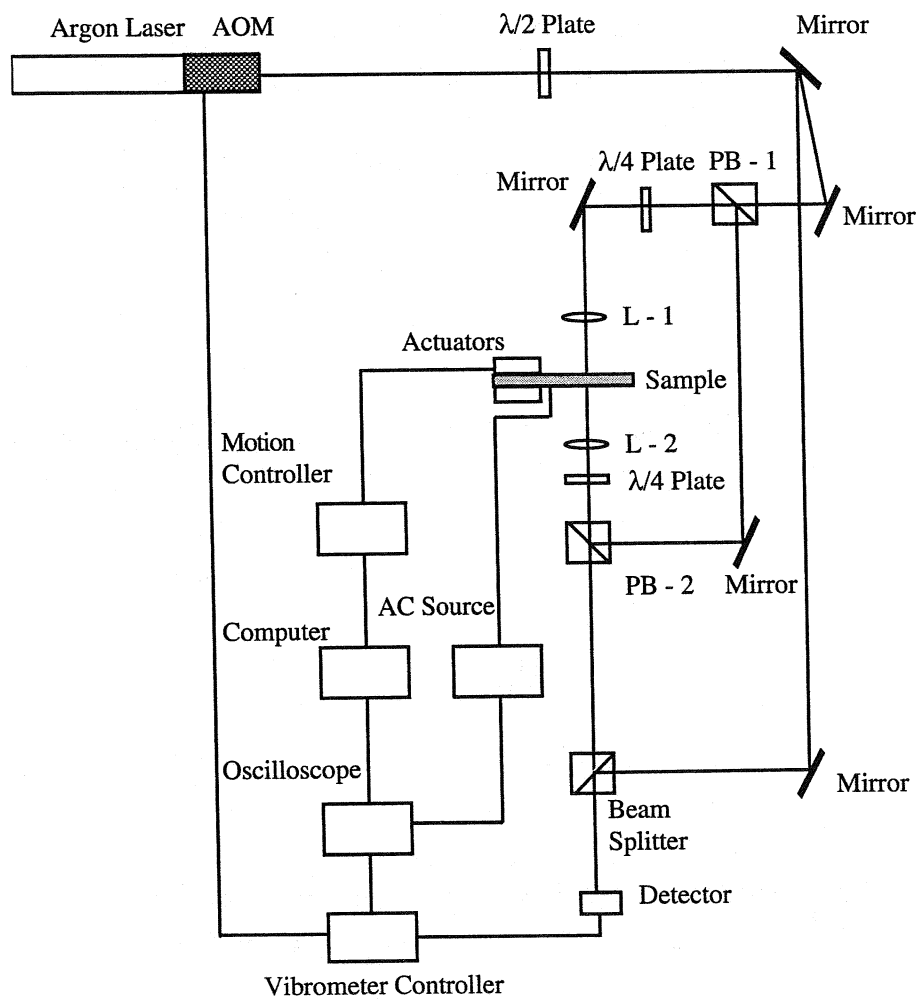 Argon Laser
AOM
λ/2 Plate
Mirror
λ/4 Plate
PB - 1
Mirror
Mirror
L - 1
Actuators
Sample
Motion
Controller
L - 2
λ/4 Plate
PB - 2
Mirror
AC Source
Computer
Oscilloscope
Mirror
Beam
Splitter
Detector
Vibrometer Controller